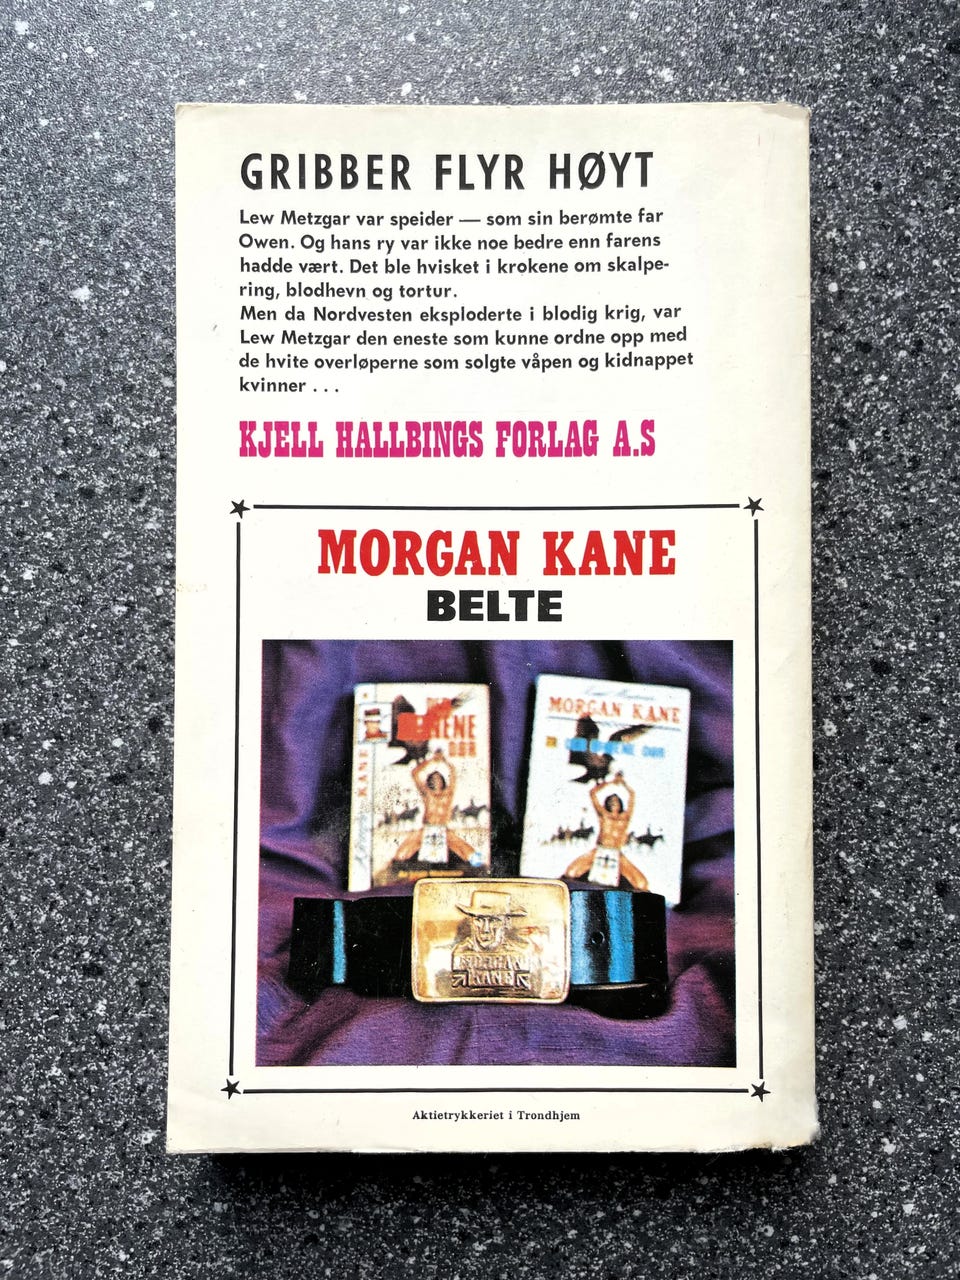 GRIBBER FLYR HØYT
Lew Metzgar var speider — som sin berømte far
Owen. Og hans ry var ikke noe bedre enn farens
hadde vært. Det ble hvisket i krokene om skalpe-
ring, blodhevn og tortur.
Men da Nordvesten eksploderte i blodig krig, var
Lew Metzgar den eneste som kunne ordne opp med
de hvite overløperne som solgte våpen og kidnappet
kvinner . . .
KJELL HALLBINGS FORLAG A.S
MORGAN KANE
BELTE
DØR
KANE
MORGAN KANE
DØR
MORGAN
KANE
Aktietrykkeriet i Trondhjem